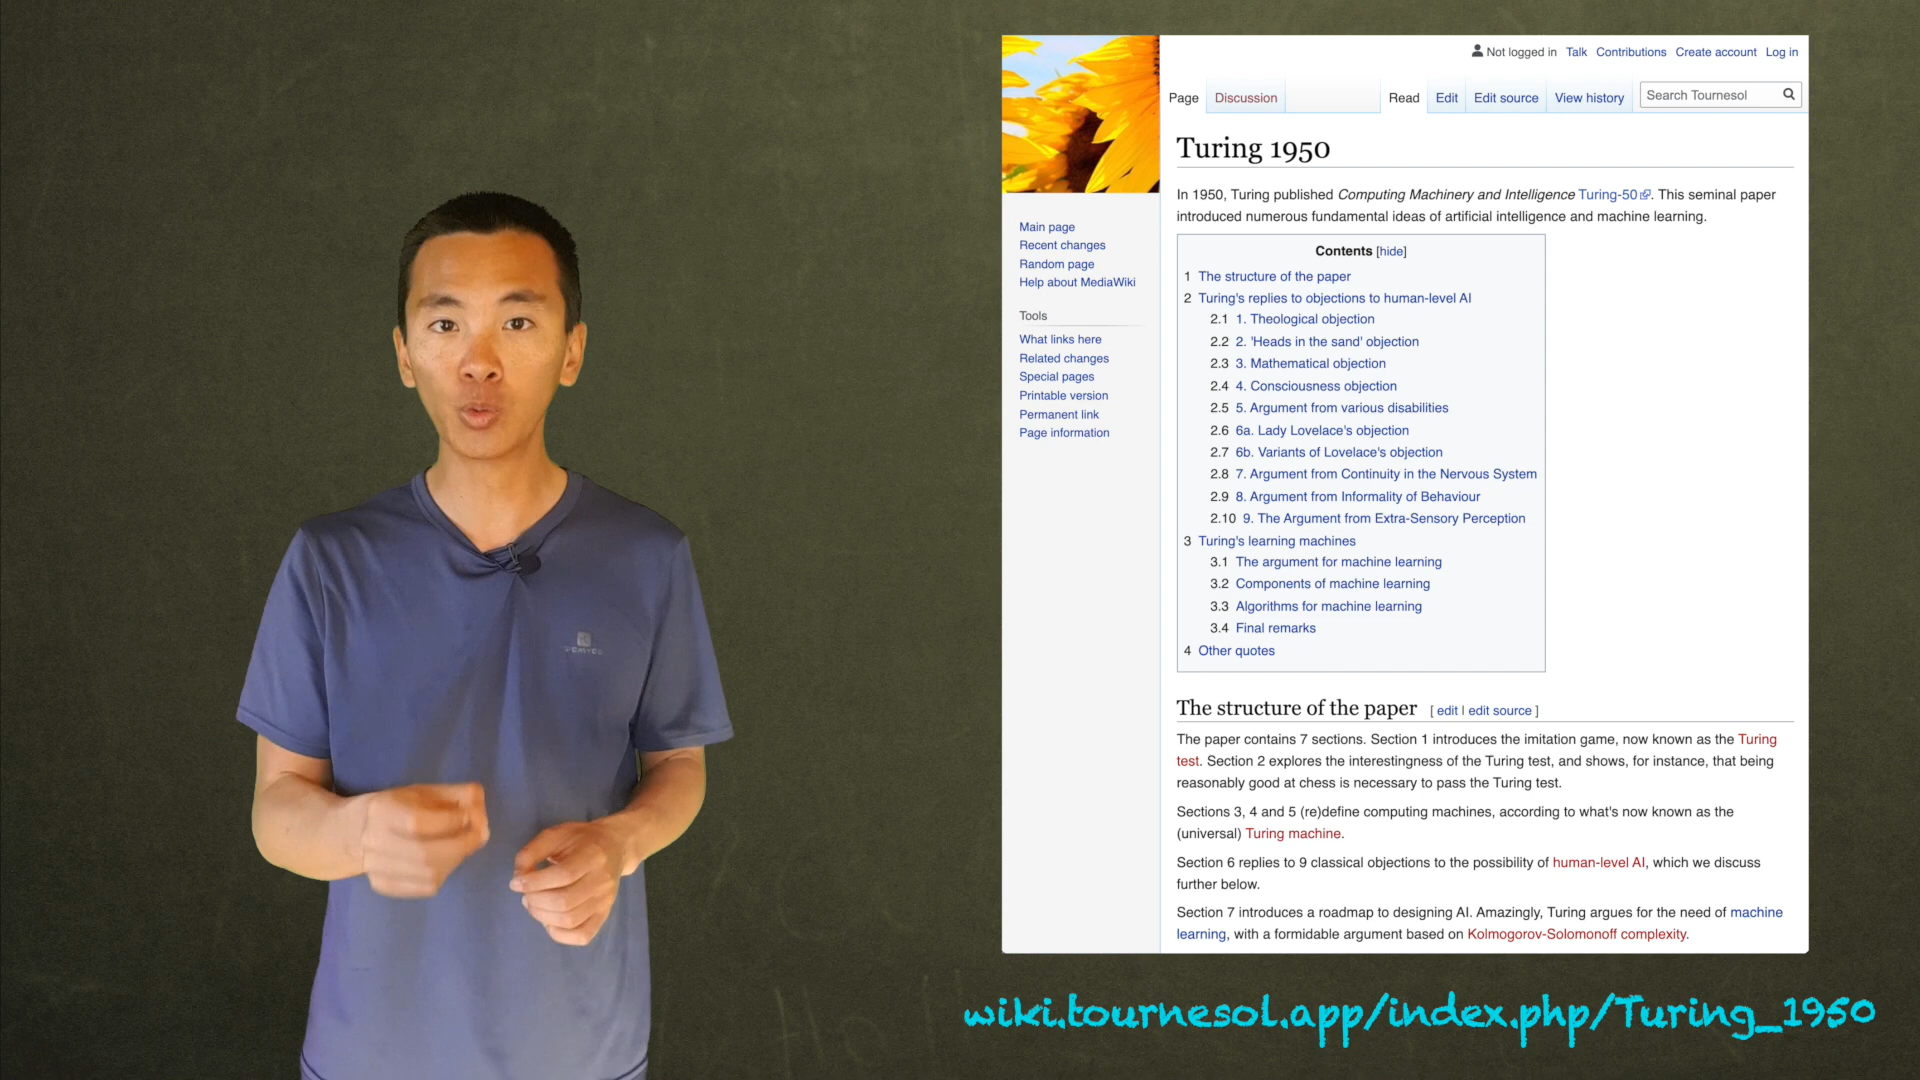 Not logged in Talk Contributions Create account Log in
Page Discussion Read Edit Edit source View history Search Tournesol
Turing 1950
In 1950, Turing published Computing Machinery and Intelligence Turing-50. This seminal paper
introduced numerous fundamental ideas of artificial intelligence and machine learning.
Main page
Recent changes
Random page
Help about MediaWiki
Tools
What links here
Related changes
Special pages
Printable version
Permanent link
Page information
Contents [hide]
1 The structure of the paper
2 Turing's replies to objections to human-level AI
2.1 1. Theological objection
2.2 2. 'Heads in the sand' objection
2.3 3. Mathematical objection
2.4 4. Consciousness objection
2.5 5. Argument from various disabilities
2.6 6a. Lady Lovelace's objection
2.7 6b. Variants of Lovelace's objection
2.8 7. Argument from Continuity in the Nervous System
2.9 8. Argument from Informality of Behaviour
2.10 9. The Argument from Extra-Sensory Perception
3 Turing's learning machines
3.1 The argument for machine learning
3.2 Components of machine learning
3.3 Algorithms for machine learning
3.4 Final remarks
4 Other quotes
The structure of the paper [ edit | edit source ]
The paper contains 7 sections. Section 1 introduces the imitation game, now known as the Turing
test. Section 2 explores the interestingness of the Turing test, and shows, for instance, that being
reasonably good at chess is necessary to pass the Turing test.
Sections 3, 4 and 5 (re)define computing machines, according to what's now known as the
(universal) Turing machine.
Section 6 replies to 9 classical objections to the possibility of human-level AI, which we discuss
further below.
Section 7 introduces a roadmap to designing AI. Amazingly, Turing argues for the need of machine
learning, with a formidable argument based on Kolmogorov-Solomonoff complexity.
wiki.tournesol.app/index.php/Turing_1950